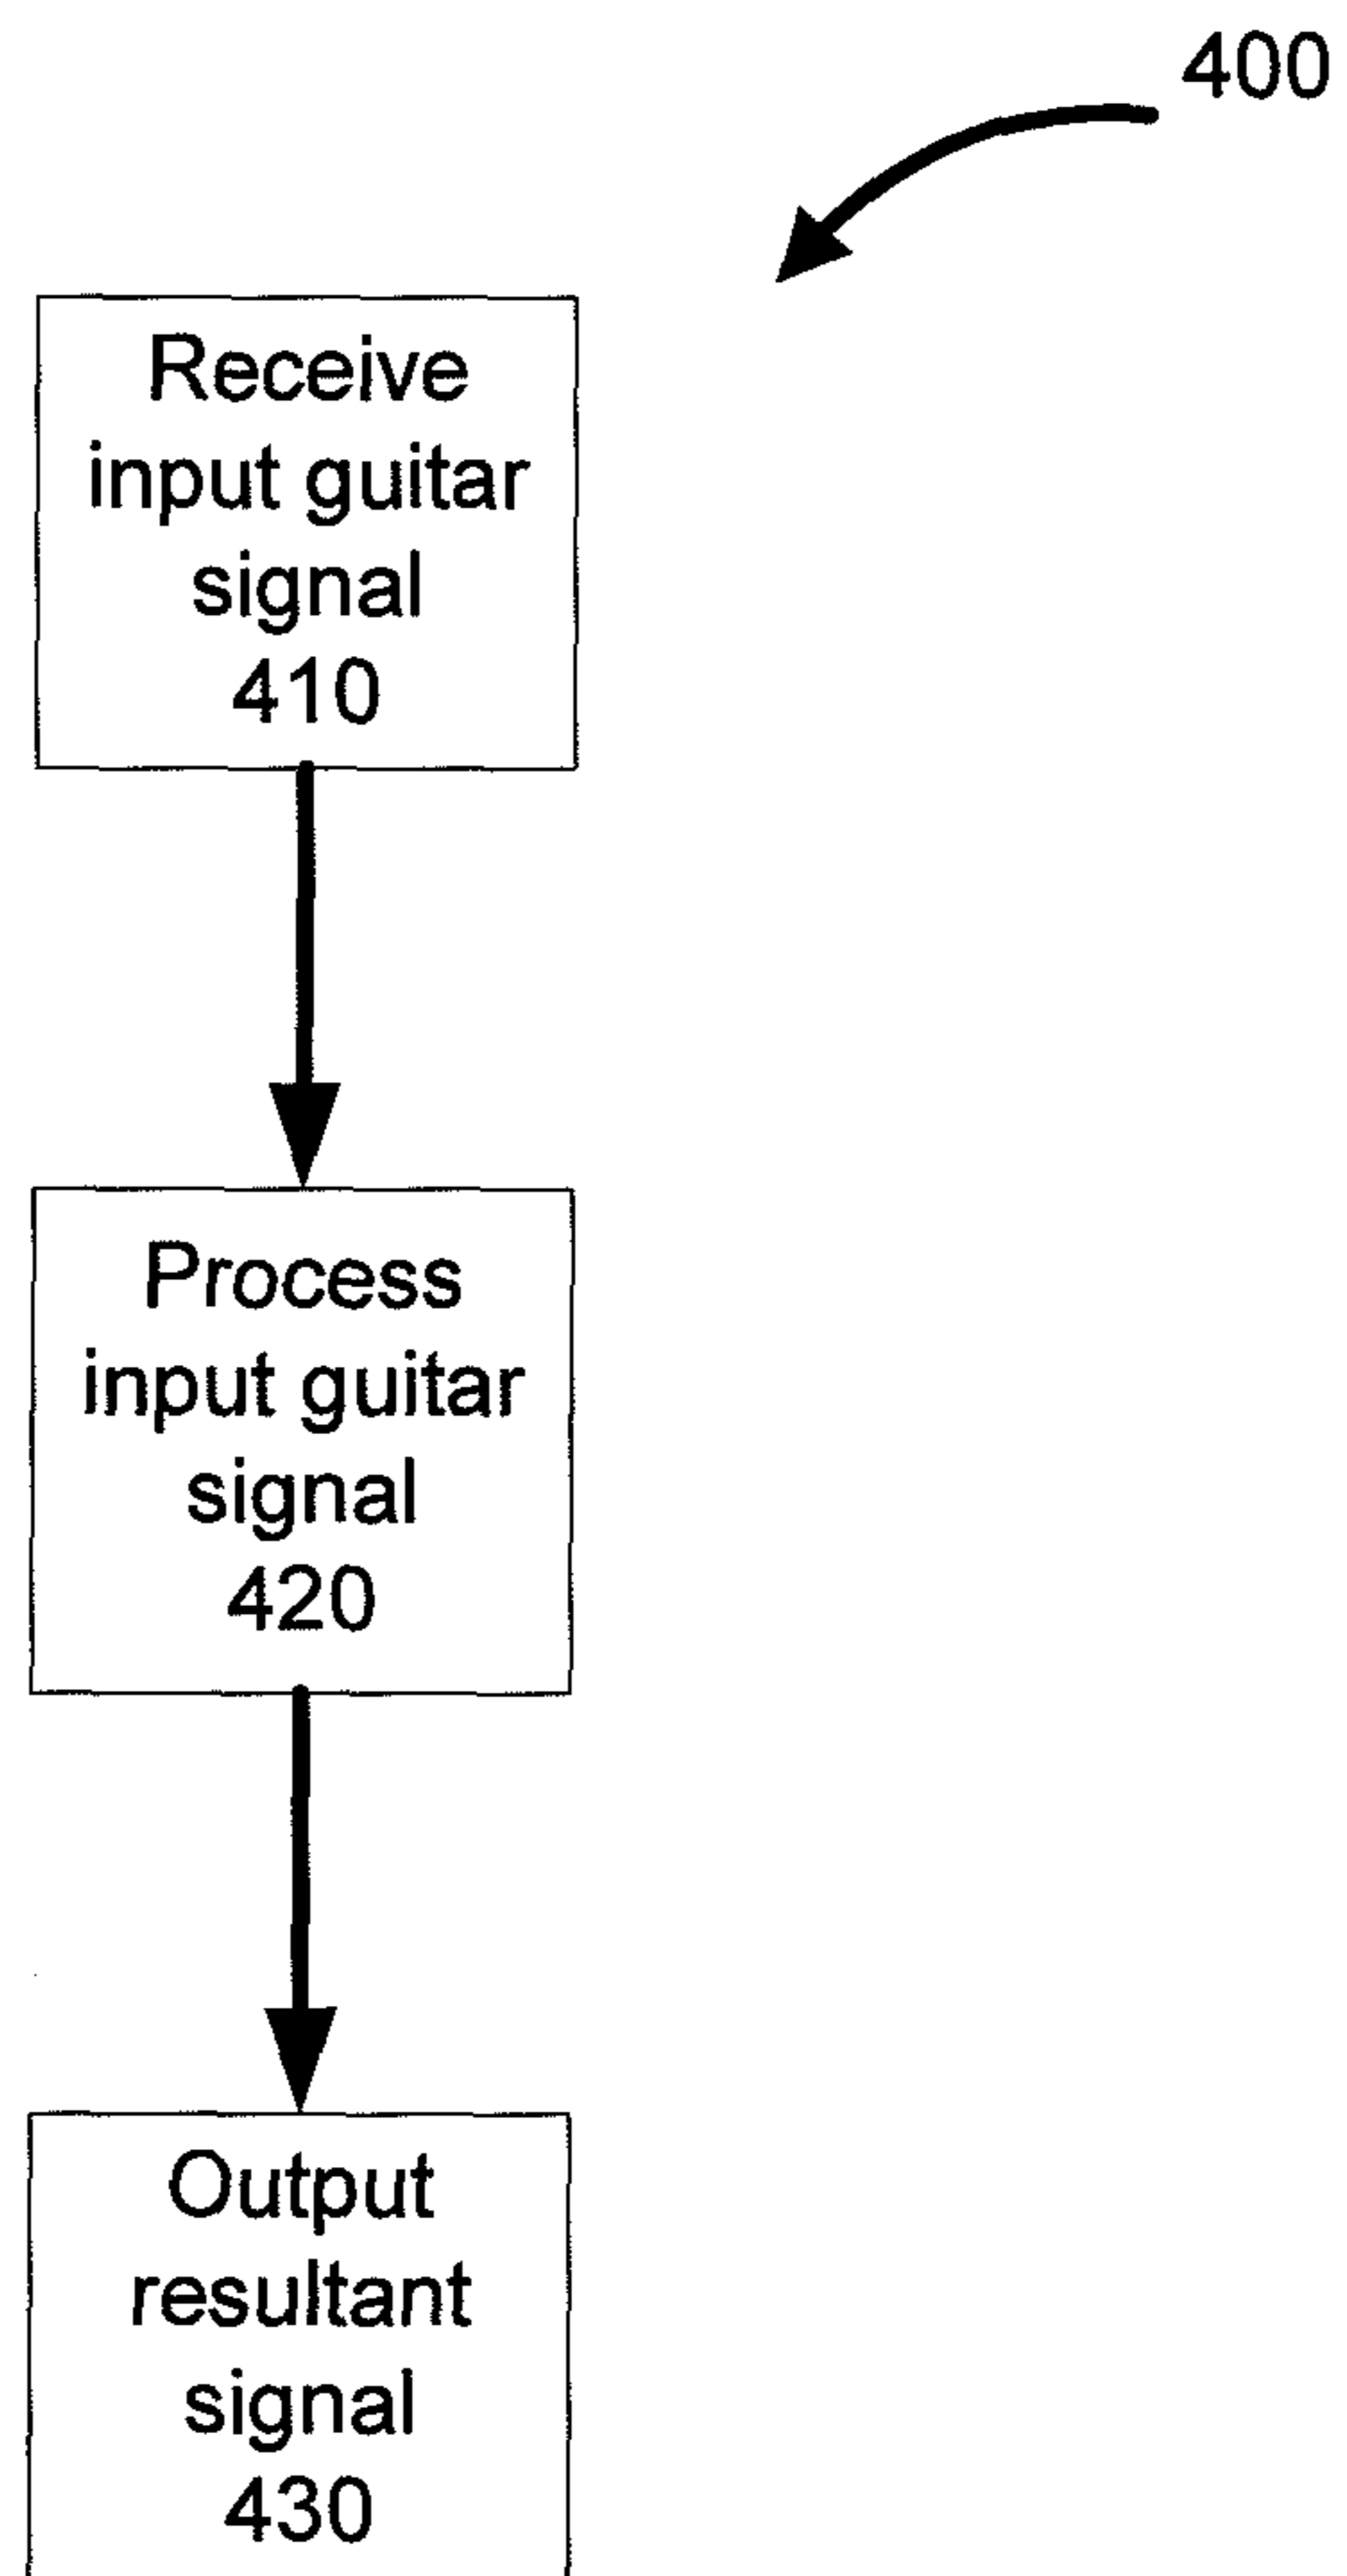 400
Receive
input guitar
signal
410
Process
input guitar
signal
420
Output
resultant
signal
430